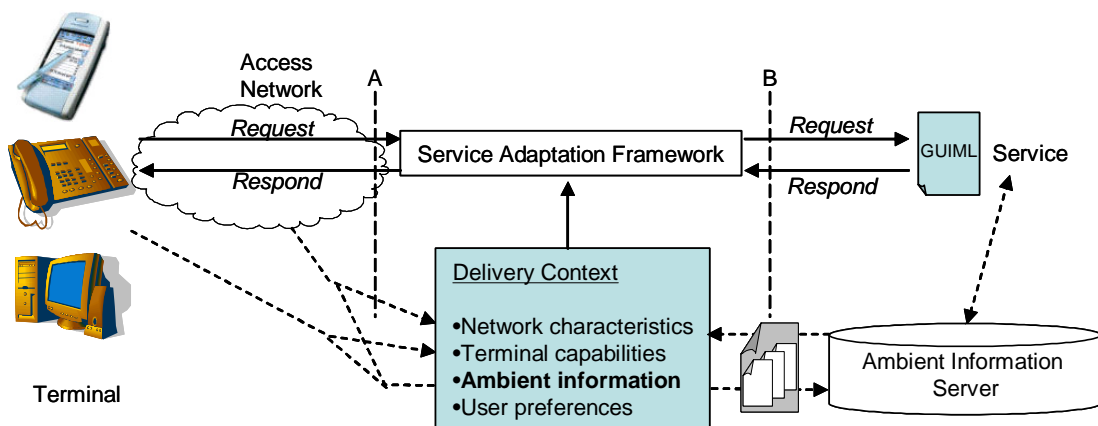 Access
Network
A
B
Request
Respond
Service Adaptation Framework
Request
Respond
GUIML
Service
Delivery Context
•Network characteristics
•Terminal capabilities
•Ambient information
•User preferences
Ambient Information
Server
Terminal